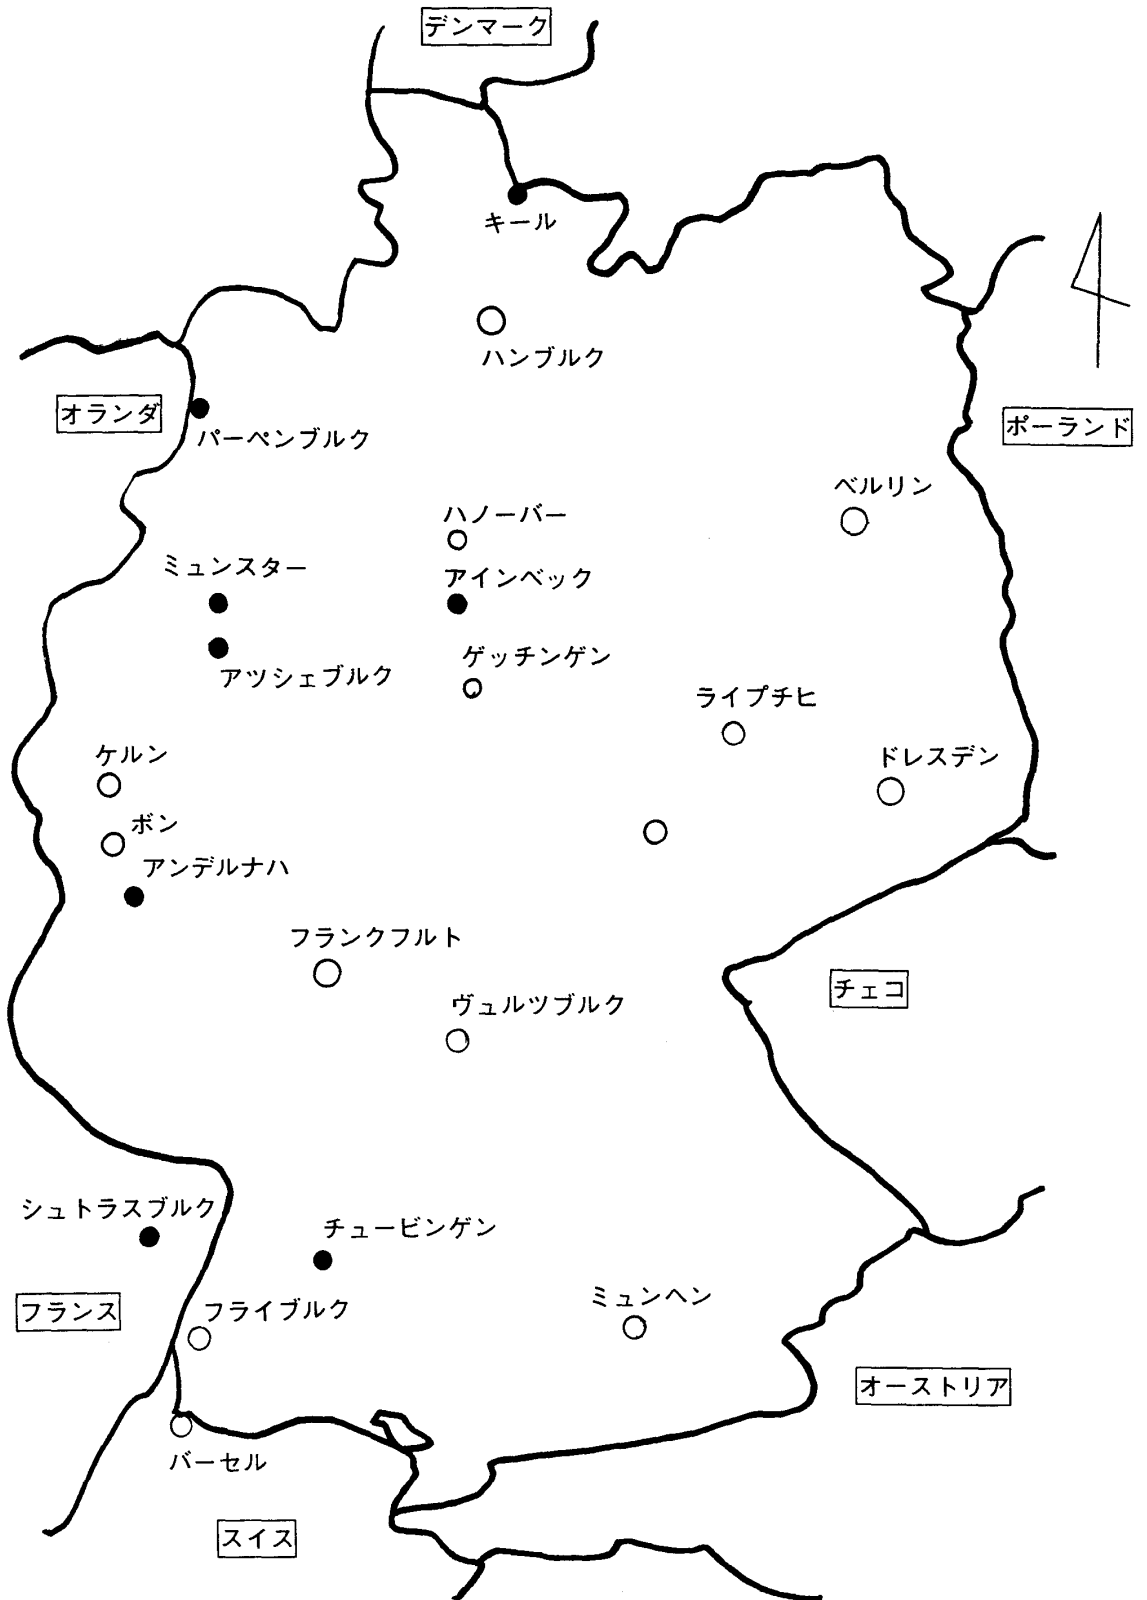 デンマーク
キール
ハンブルク
オランダ
パーペンブルク
ポーランド
ベルリン
ハノーバー
ミュンスター
アインベック
アツシェブルク
ゲッチンゲン
ライプチヒ
ケルン
ドレスデン
ボン
アンデルナハ
フランクフルト
チェコ
ヴュルツブルク
シュトラスブルク
チュービンゲン
フランス
フライブルク
ミュンヘン
オーストリア
バーセル
スイス